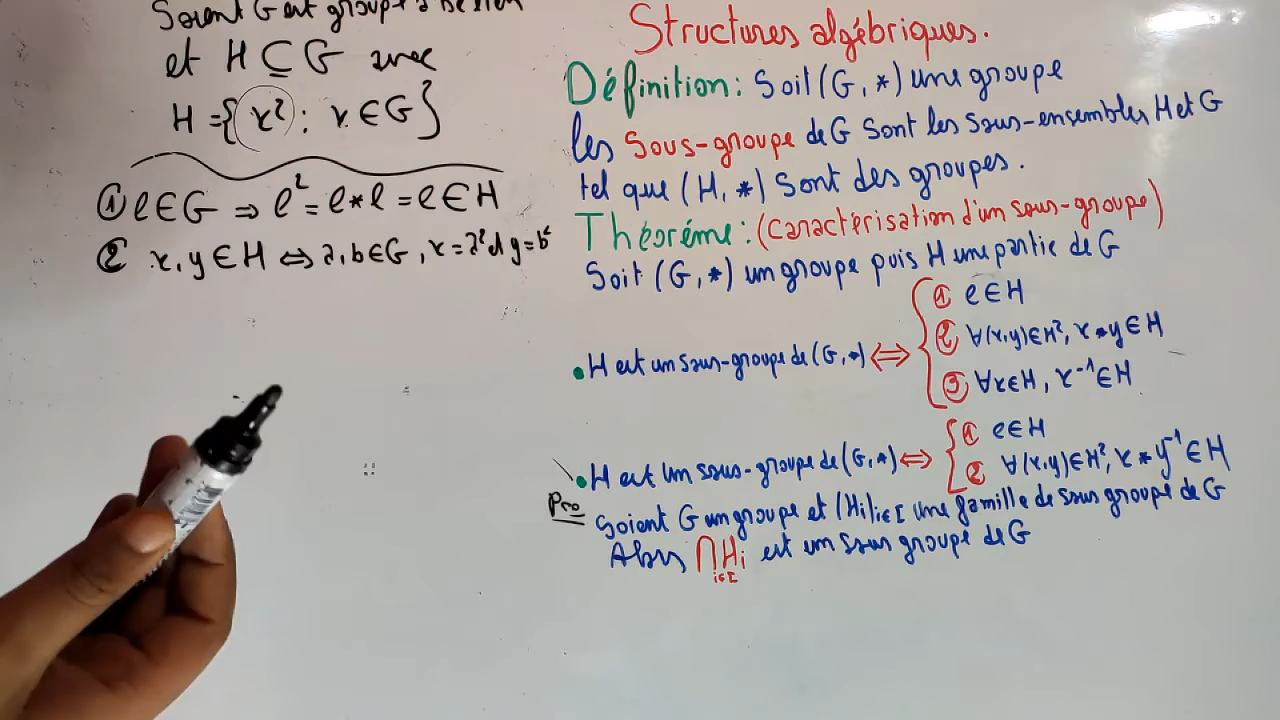 Soient G est groupe
et H ⊆ G avec
H = { x² : x ∈ G }
① e ∈ G ⇒ e² = e * e = e ∈ H
② x, y ∈ H ⇔ a, b ∈ G, x = a² et y = b²
Structures algébriques.
Définition : Soit (G, *) une groupe
les sous-groupe de G sont les sous-ensembles H et G
tel que (H, *) sont des groupes.
Théoréme : (caractérisation d'un sous-groupe)
Soit (G, *) un groupe puis H une partie de G
① e ∈ H
② ∀(x,y) ∈ H², x * y ∈ H
• H est un sous-groupe de (G, *) ⇔
③ ∀x ∈ H, x⁻¹ ∈ H
① e ∈ H
• H est un sous-groupe de (G, *) ⇔ ② ∀(x,y) ∈ H², x * y⁻¹ ∈ H
Pro
Soient G un groupe et (Hi)i∈I une famille de sous groupe de G
Alors ⋂Hi est un sous groupe de G
i∈I